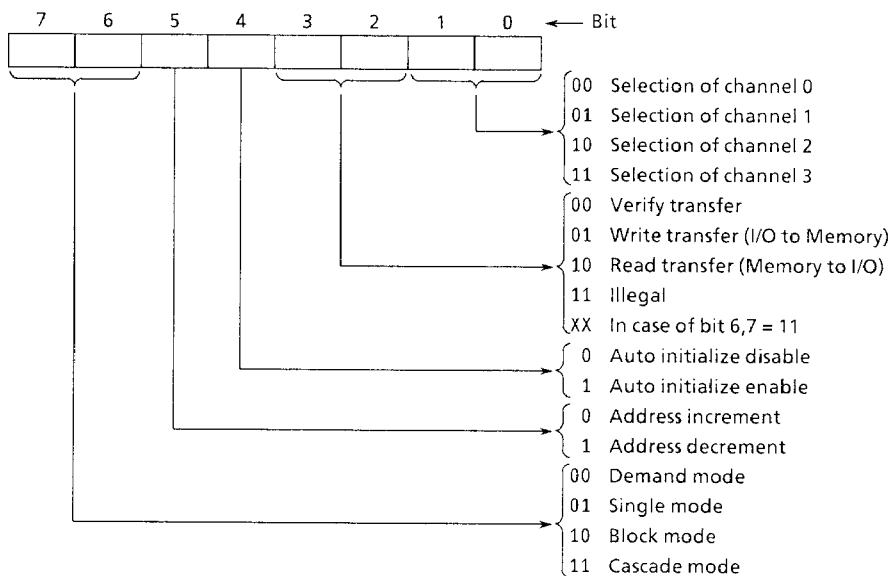 7 6 5 4 3 2 1 0 ← Bit
00 Selection of channel 0
01 Selection of channel 1
10 Selection of channel 2
11 Selection of channel 3
00 Verify transfer
01 Write transfer (I/O to Memory)
10 Read transfer (Memory to I/O)
11 Illegal
XX In case of bit 6,7 = 11
0 Auto initialize disable
1 Auto initialize enable
0 Address increment
1 Address decrement
00 Demand mode
01 Single mode
10 Block mode
11 Cascade mode